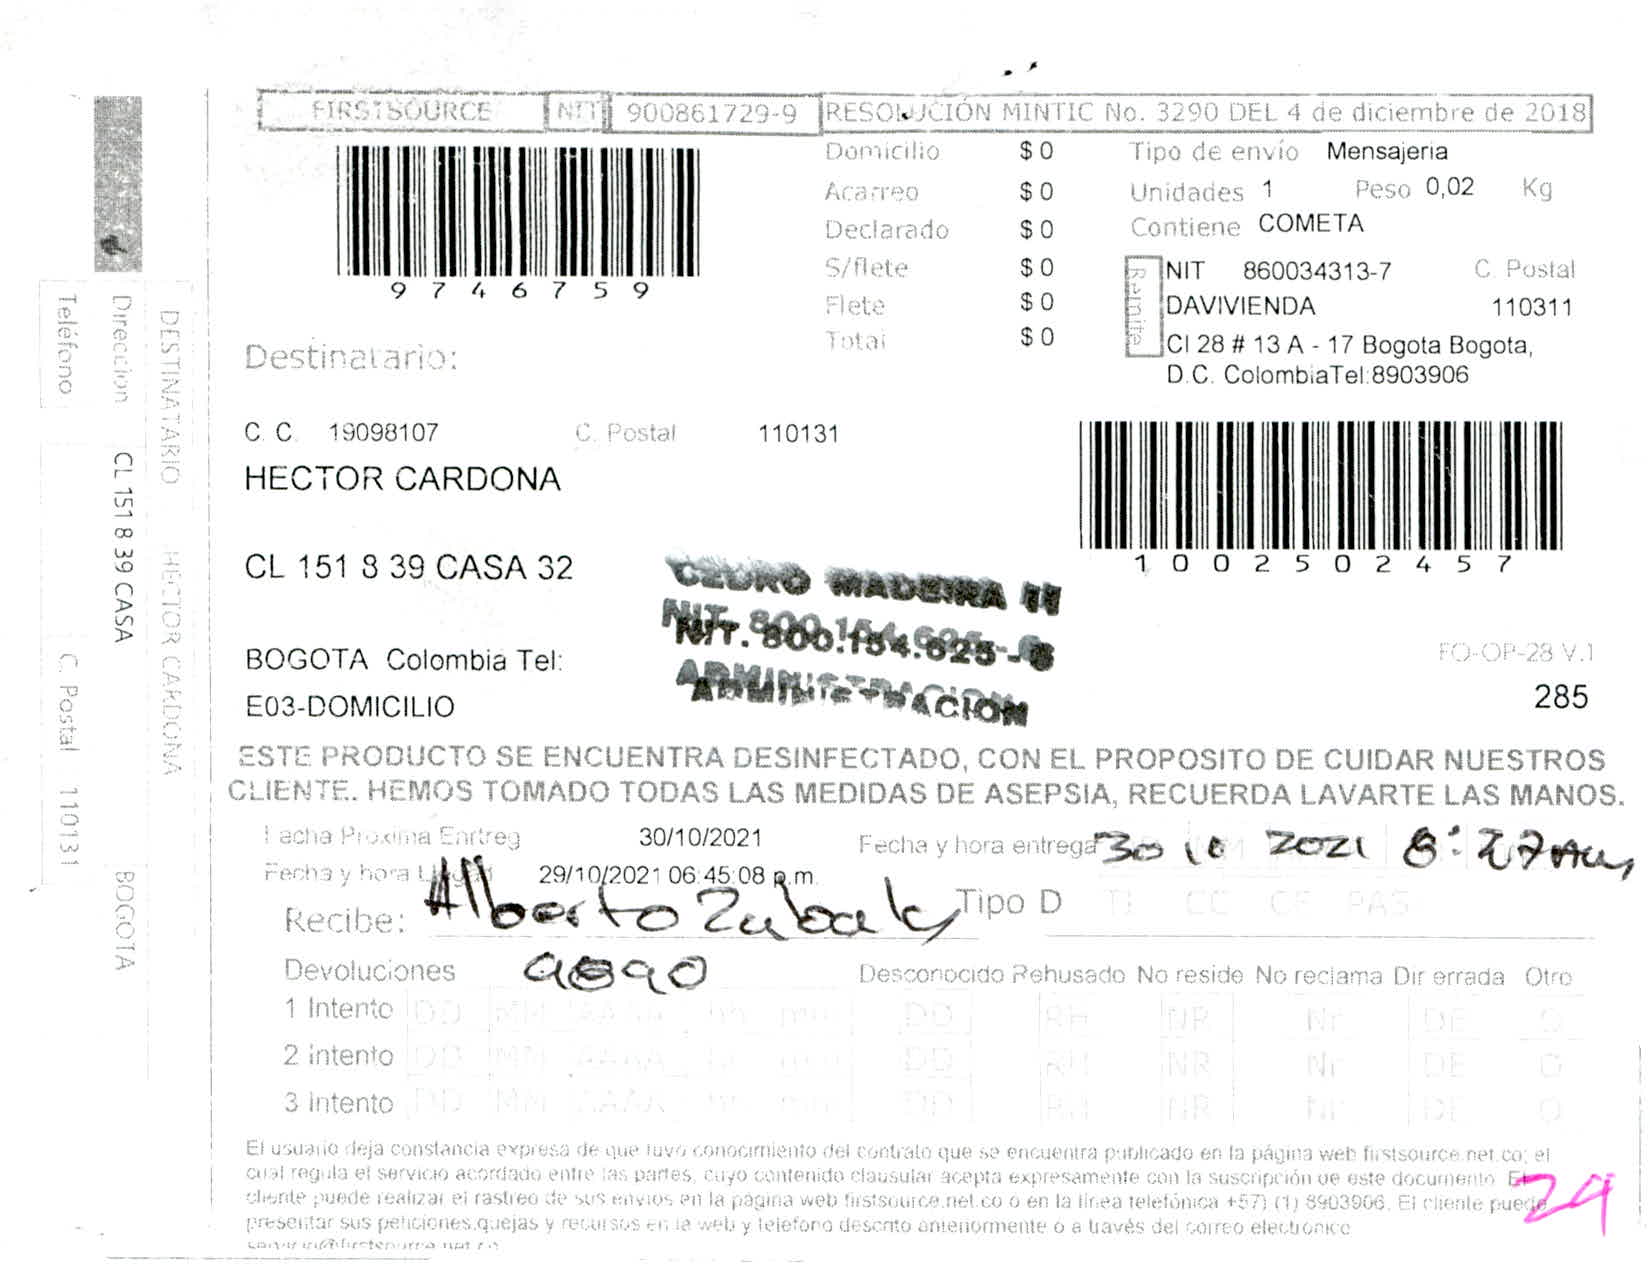 FIRSTSOURCE NIT 900861729-9 RESOLUCIÓN MINTIC No. 3290 DEL 4 de diciembre de 2018
9746759
Domicilio $ 0
Acarreo $ 0
Declarado $ 0
S/flete $ 0
Flete $ 0
Total $ 0
Tipo de envío Mensajeria
Unidades 1 Peso 0,02 Kg
Contiene COMETA
Remite
NIT 860034313-7 C. Postal
DAVIVIENDA 110311
Cl 28 # 13 A - 17 Bogota Bogota,
D.C. ColombiaTel:8903906
Destinatario:
C. C. 19098107 C. Postal 110131
HECTOR CARDONA
1002502457
CL 151 8 39 CASA 32
CEDRO MADEIRA II
NIT. 800.154.625-
ADMINISTRACION
BOGOTA Colombia Tel:
E03-DOMICILIO
FO-OP-28 V.1
285
ESTE PRODUCTO SE ENCUENTRA DESINFECTADO, CON EL PROPOSITO DE CUIDAR NUESTROS
CLIENTE. HEMOS TOMADO TODAS LAS MEDIDAS DE ASEPSIA, RECUERDA LAVARTE LAS MANOS.
Fecha Proxima Entreg 30/10/2021
Fecha y hora entrega 30 10 2021 8:27 am
Fecha y hora 29/10/2021 06:45:08 p.m.
Recibe: Alberto
Tipo D TI CC CE PAS
Devoluciones Desconocido Rehusado No reside No reclama Dir errada Otro
1 Intento DD MM AAAA hh mm DD RH NR Nr DE O
2 Intento DD MM AAAA hh mm DD RH NR Nr DE O
3 Intento DD MM AAAA hh mm DD RH NR Nr DE O
El usuario deja constancia expresa de que tuvo conocimiento del contrato que se encuentra publicado en la página web firstsource.net.co; el
cual regula el servicio acordado entre las partes, cuyo contenido clausular acepta expresamente con la suscripción de este documento. El
cliente puede realizar el rastreo de sus envios en la pagina web firstsource.net.co o en la línea telefónica +57) (1) 8903906. El cliente puede
presentar sus peticiones,quejas y recursos en la web y telefono descrito anteriormente o a través del correo electronico
servicio@firstsource.net.co
24
DESTINATARIO HECTOR CARDONA
Direccion CL 151 8 39 CASA BOGOTA
Teléfono C. Postal 110131